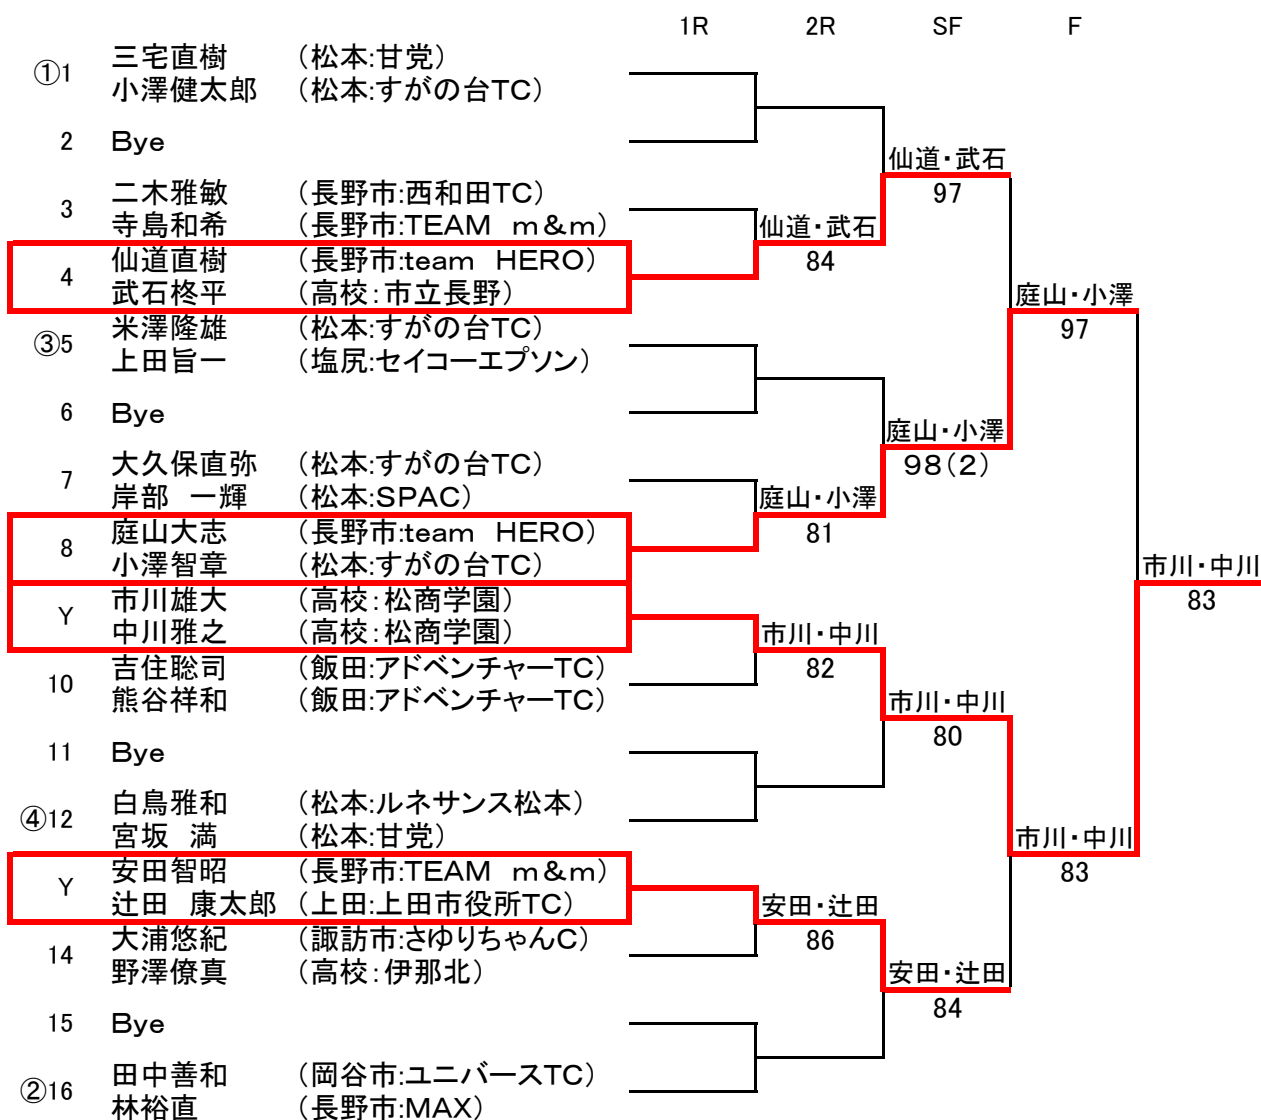 1R 2R SF F
①1 三宅直樹 （松本:甘党）
小澤健太郎 （松本:すがの台TC）
2 Bye
仙道・武石
97
3 二木雅敏 （長野市:西和田TC）
寺島和希 （長野市:TEAM m&m）
仙道・武石
84
4 仙道直樹 （長野市:team HERO）
武石柊平 （高校：市立長野）
庭山・小澤
97
③5 米澤隆雄 （松本:すがの台TC）
上田旨一 （塩尻:セイコーエプソン）
6 Bye
庭山・小澤
98（2）
7 大久保直弥 （松本:すがの台TC）
岸部 一輝 （松本:SPAC）
庭山・小澤
81
8 庭山大志 （長野市:team HERO）
小澤智章 （松本:すがの台TC）
市川・中川
83
Y 市川雄大 （高校：松商学園）
中川雅之 （高校：松商学園）
市川・中川
82
10 吉住聡司 （飯田:アドベンチャーTC）
熊谷祥和 （飯田:アドベンチャーTC）
市川・中川
80
11 Bye
④12 白鳥雅和 （松本:ルネサンス松本）
宮坂 満 （松本:甘党）
市川・中川
83
Y 安田智昭 （長野市:TEAM m&m）
辻田 康太郎 （上田:上田市役所TC）
安田・辻田
86
14 大浦悠紀 （諏訪市:さゆりちゃんC）
野澤僚真 （高校：伊那北）
安田・辻田
84
15 Bye
②16 田中善和 （岡谷市:ユニバースTC）
林裕直 （長野市:MAX）